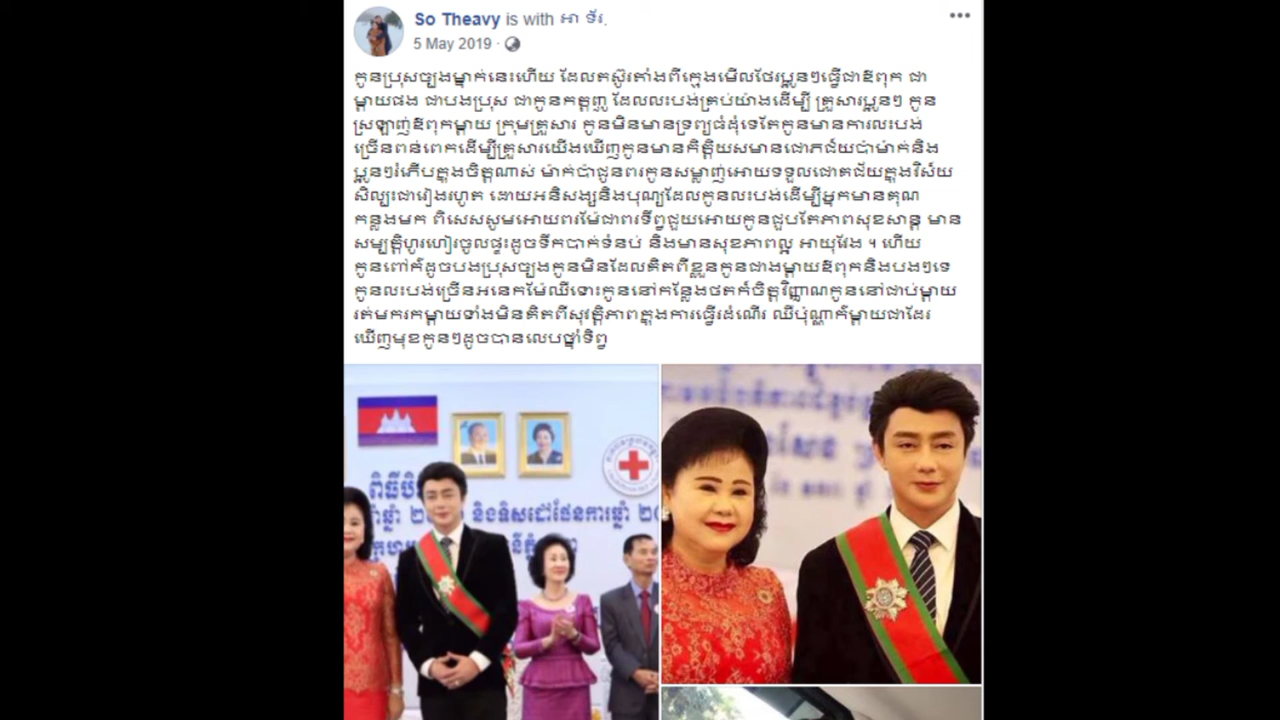 So Theavy is with អា ទ័រ.
5 May 2019
កូនប្រុសច្បងម្នាក់នេះហើយ ដែលតស៊ូរតាំងពីក្មេងមើលថែរប្អូនៗធ្វើជាឪពុក ជា
ម្តាយផង ជាបងប្រុស ជាកូនកត្តញូ ដែលលះបង់គ្រប់យ៉ាងដើម្បី គ្រួសារប្អូនៗ កូន
ស្រឡាញ់ឪពុកម្តាយ ក្រុមគ្រួសារ កូនមិនមានទ្រព្យធំដុំទេតែកូនមានការលះបង់
ច្រើនពន់ពេកដើម្បីគ្រួសារយើងឃើញកូនមានកិត្តិយសមានជោភជ័យប៉ាម៉ាក់និង
ប្អូនៗរំភើបក្នុងចិត្តណាស់ ម៉ាក់ប៉ាជូនពរកូនសម្លាញ់អោយទទួលជោគជ័យក្នុងវិស័យ
សិល្បះជារៀងរហូត ដោយអនិសង្សនិងបុណ្យដែលកូនលះបង់ដើម្បីអ្នកមានគុណ
កន្លងមក ពិសេសសូមអោយពរម៉ែជាពរទិព្វជួយអោយកូនជួបតែភាពសុខសាន្ត មាន
សម្បត្តិហូរហៀរចូលផ្ទះដូចទឹកបាក់ទំនប់ និងមានសុខភាពល្អ អាយុវែង ។ ហើយ
កូនពៅក៏ដូចបងប្រុសច្បងកូនមិនដែលគិតពីខ្លួនកូនជាងម្តាយឪពុកនិងបងៗទេ
កូនលះបង់ច្រើនអនេកម៉ែឈឺទោះកូននៅកន្លែងថតក៏ចិត្តវិញ្ញាណកូននៅជាប់ម្តាយ
រត់មករកម្តាយទាំងមិនគិតពីសុវត្តិភាពក្នុងការធ្វើរដំណើរ ឈឺប៉ុណ្ណាក៏ម្តាយជាដែរ
ឃើញមុខកូនៗដូចបានលេបថ្នាំទិព្វ